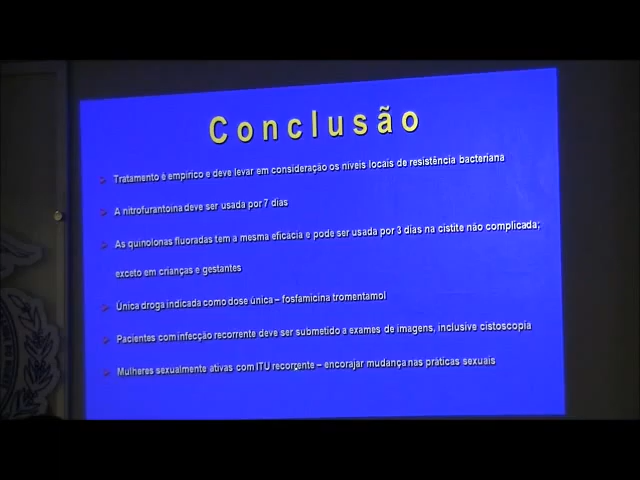 Conclusão
Tratamento é empírico e deve levar em consideração os níveis locais de resistência bacteriana
A nitrofurantoína deve ser usada por 7 dias
As quinolonas fluoradas tem a mesma eficácia e pode ser usada por 3 dias na cistite não complicada;
exceto em crianças e gestantes
Única droga indicada como dose única – fosfamicina tromentamol
Pacientes com infecção recorrente deve ser submetido a exames de imagens, inclusive cistoscopia
Mulheres sexualmente ativas com ITU recorrente – encorajar mudança nas práticas sexuais